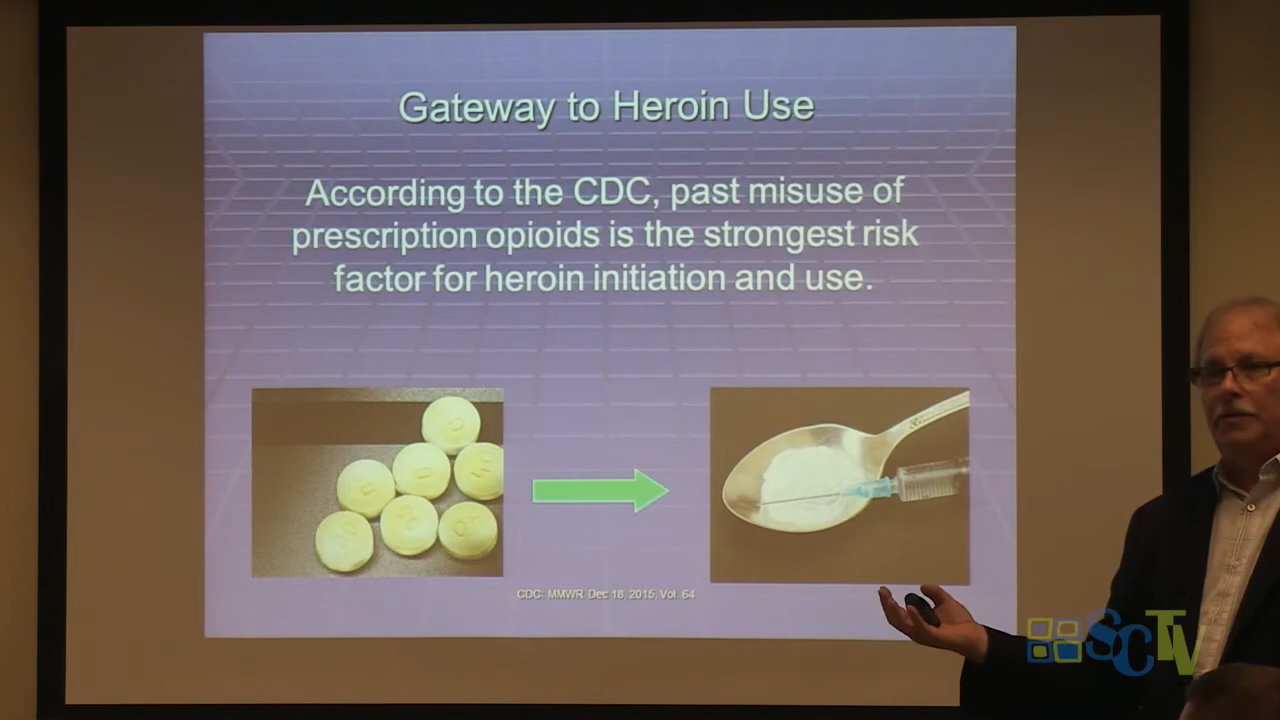 Gateway to Heroin Use
According to the CDC, past misuse of
prescription opioids is the strongest risk
factor for heroin initiation and use.
CDC: MMWR Dec 18, 2015, Vol. 64
SCTV